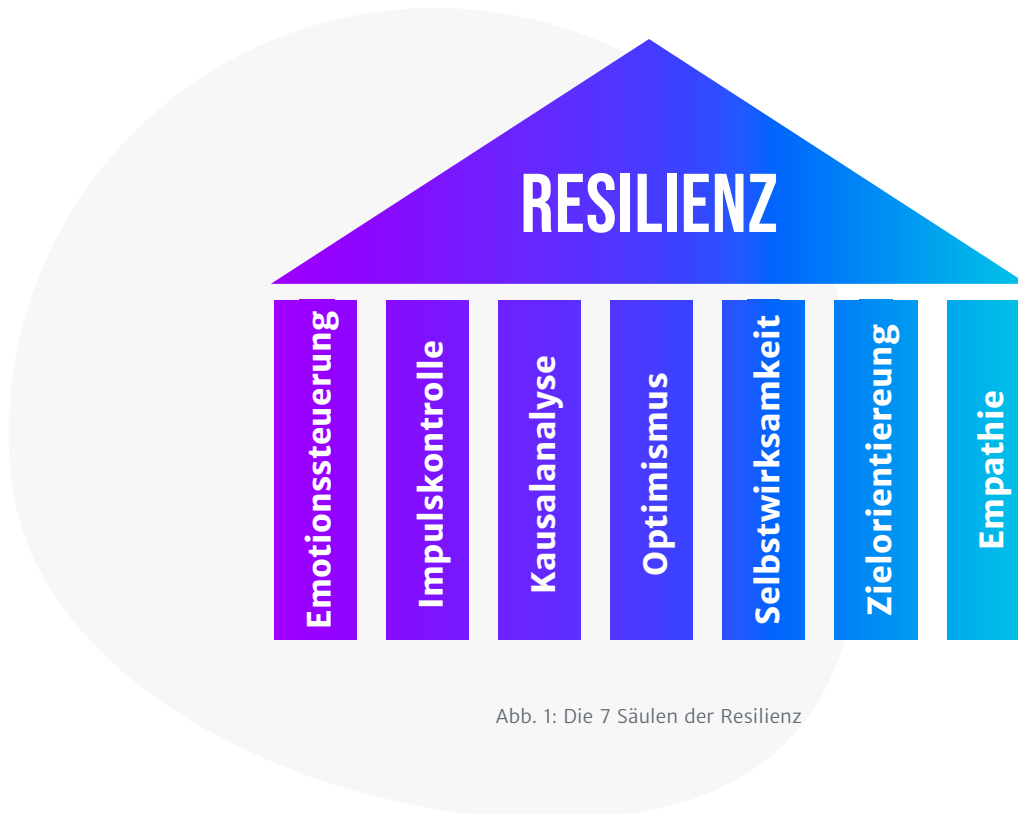 RESILIENZ
Emotionssteuerung
Impulskontrolle
Kausalanalyse
Optimismus
Selbstwirksamkeit
Zielorientiereung
Empathie
Abb. 1: Die 7 Säulen der Resilienz